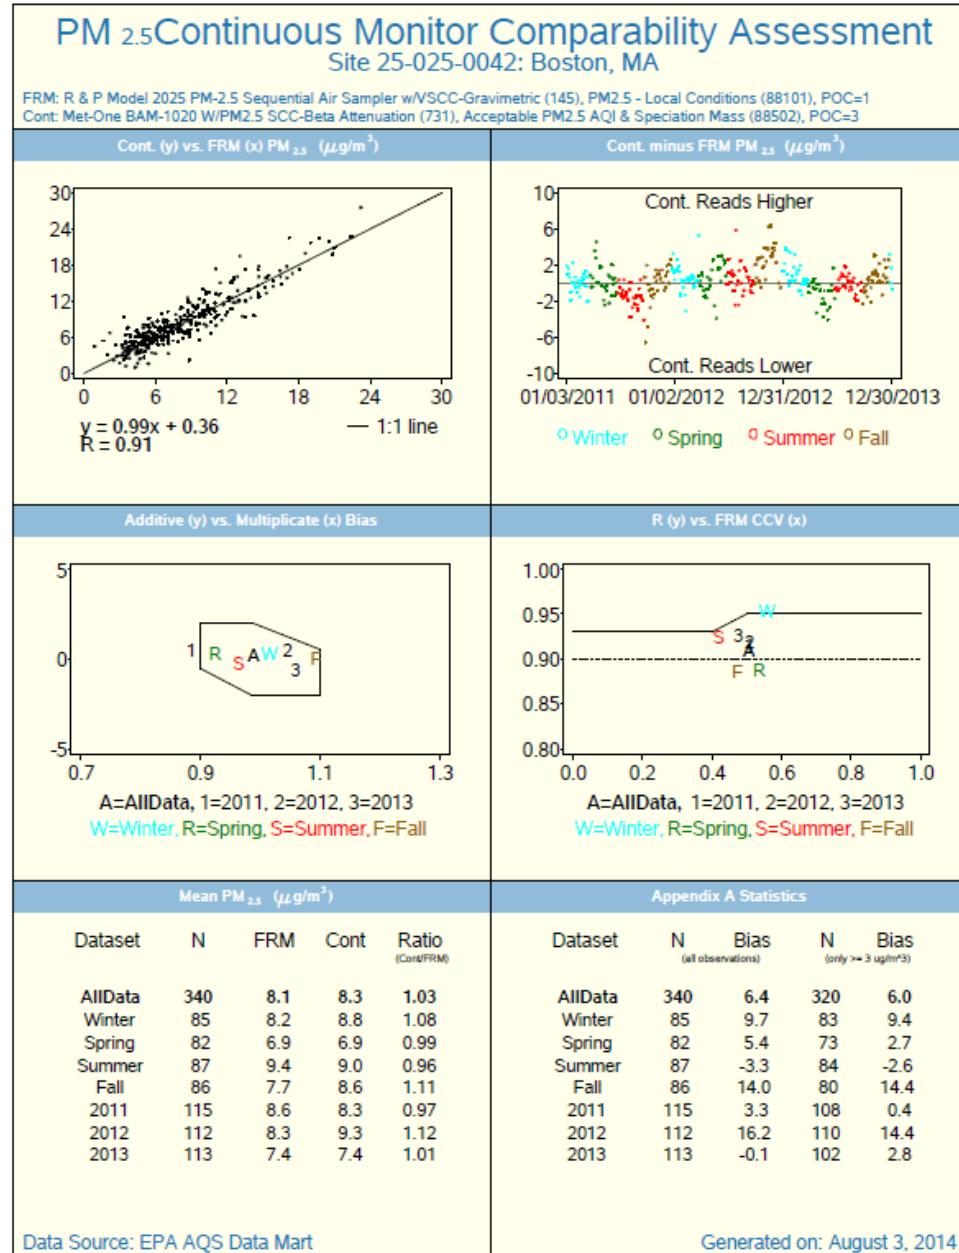 PM 2.5Continuous Monitor Comparability Assessment
Site 25-025-0042: Boston, MA
FRM: R & P Model 2025 PM-2.5 Sequential Air Sampler w/VSCC-Gravimetric (145), PM2.5 - Local Conditions (88101), POC=1
Cont: Met-One BAM-1020 W/PM2.5 SCC-Beta Attenuation (731), Acceptable PM2.5 AQI & Speciation Mass (88502), POC=3
Cont. (y) vs. FRM (x) PM 2.5 (μg/m³)
30
24
18
12
6
0
0 6 12 18 24 30
y = 0.99x + 0.36
R = 0.91
1:1 line
Cont. minus FRM PM 2.5 (μg/m³)
10
6
2
-2
-6
-10
Cont. Reads Higher
Cont. Reads Lower
01/03/2011 01/02/2012 12/31/2012 12/30/2013
Winter Spring Summer Fall
Additive (y) vs. Multiplicate (x) Bias
5
0
-5
1 R S A W 2 3 F
0.7 0.9 1.1 1.3
A=AllData, 1=2011, 2=2012, 3=2013
W=Winter, R=Spring, S=Summer, F=Fall
R (y) vs. FRM CCV (x)
1.00
0.95
0.90
0.85
0.80
W
S 3 2 1
A
F R
0.0 0.2 0.4 0.6 0.8 1.0
A=AllData, 1=2011, 2=2012, 3=2013
W=Winter, R=Spring, S=Summer, F=Fall
Mean PM 2.5 (μg/m³)
Dataset N FRM Cont Ratio
(Cont/FRM)
AllData 340 8.1 8.3 1.03
Winter 85 8.2 8.8 1.08
Spring 82 6.9 6.9 0.99
Summer 87 9.4 9.0 0.96
Fall 86 7.7 8.6 1.11
2011 115 8.6 8.3 0.97
2012 112 8.3 9.3 1.12
2013 113 7.4 7.4 1.01
Appendix A Statistics
Dataset N Bias N Bias
(all observations) (only >= 3 ug/m^3)
AllData 340 6.4 320 6.0
Winter 85 9.7 83 9.4
Spring 82 5.4 73 2.7
Summer 87 -3.3 84 -2.6
Fall 86 14.0 80 14.4
2011 115 3.3 108 0.4
2012 112 16.2 110 14.4
2013 113 -0.1 102 2.8
Data Source: EPA AQS Data Mart
Generated on: August 3, 2014